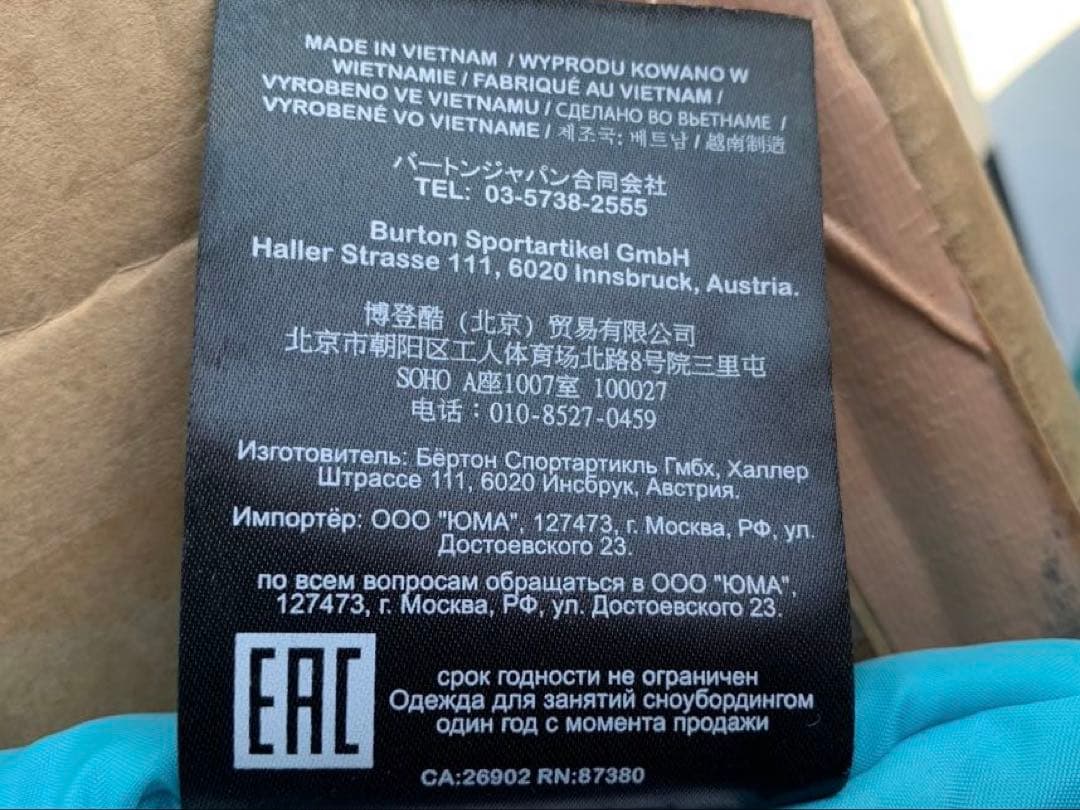 MADE IN VIETNAM / WYPRODU KOWANO W
WIETNAMIE / FABRIQUÉ AU VIETNAM /
VYROBENO VE VIETNAMU / СДЕЛАНО ВО ВЬЕТНАМЕ /
VYROBENÉ VO VIETNAME / 제조국: 베트남 / 越南制造
バートンジャパン合同会社
TEL: 03-5738-2555
Burton Sportartikel GmbH
Haller Strasse 111, 6020 Innsbruck, Austria.
博登酷（北京）贸易有限公司
北京市朝阳区工人体育场北路8号院三里屯
SOHO A座1007室 100027
电话：010-8527-0459
Изготовитель: Бёртон Спортартикль Гмбх, Халлер
Штрассе 111, 6020 Инсбрук, Австрия.
Импортёр: ООО "ЮМА", 127473, г. Москва, РФ, ул.
Достоевского 23.
по всем вопросам обращаться в ООО "ЮМА",
127473, г. Москва, РФ, ул. Достоевского 23.
EAC
срок годности не ограничен
Одежда для занятий сноубордингом
один год с момента продажи
CA:26902 RN:87380